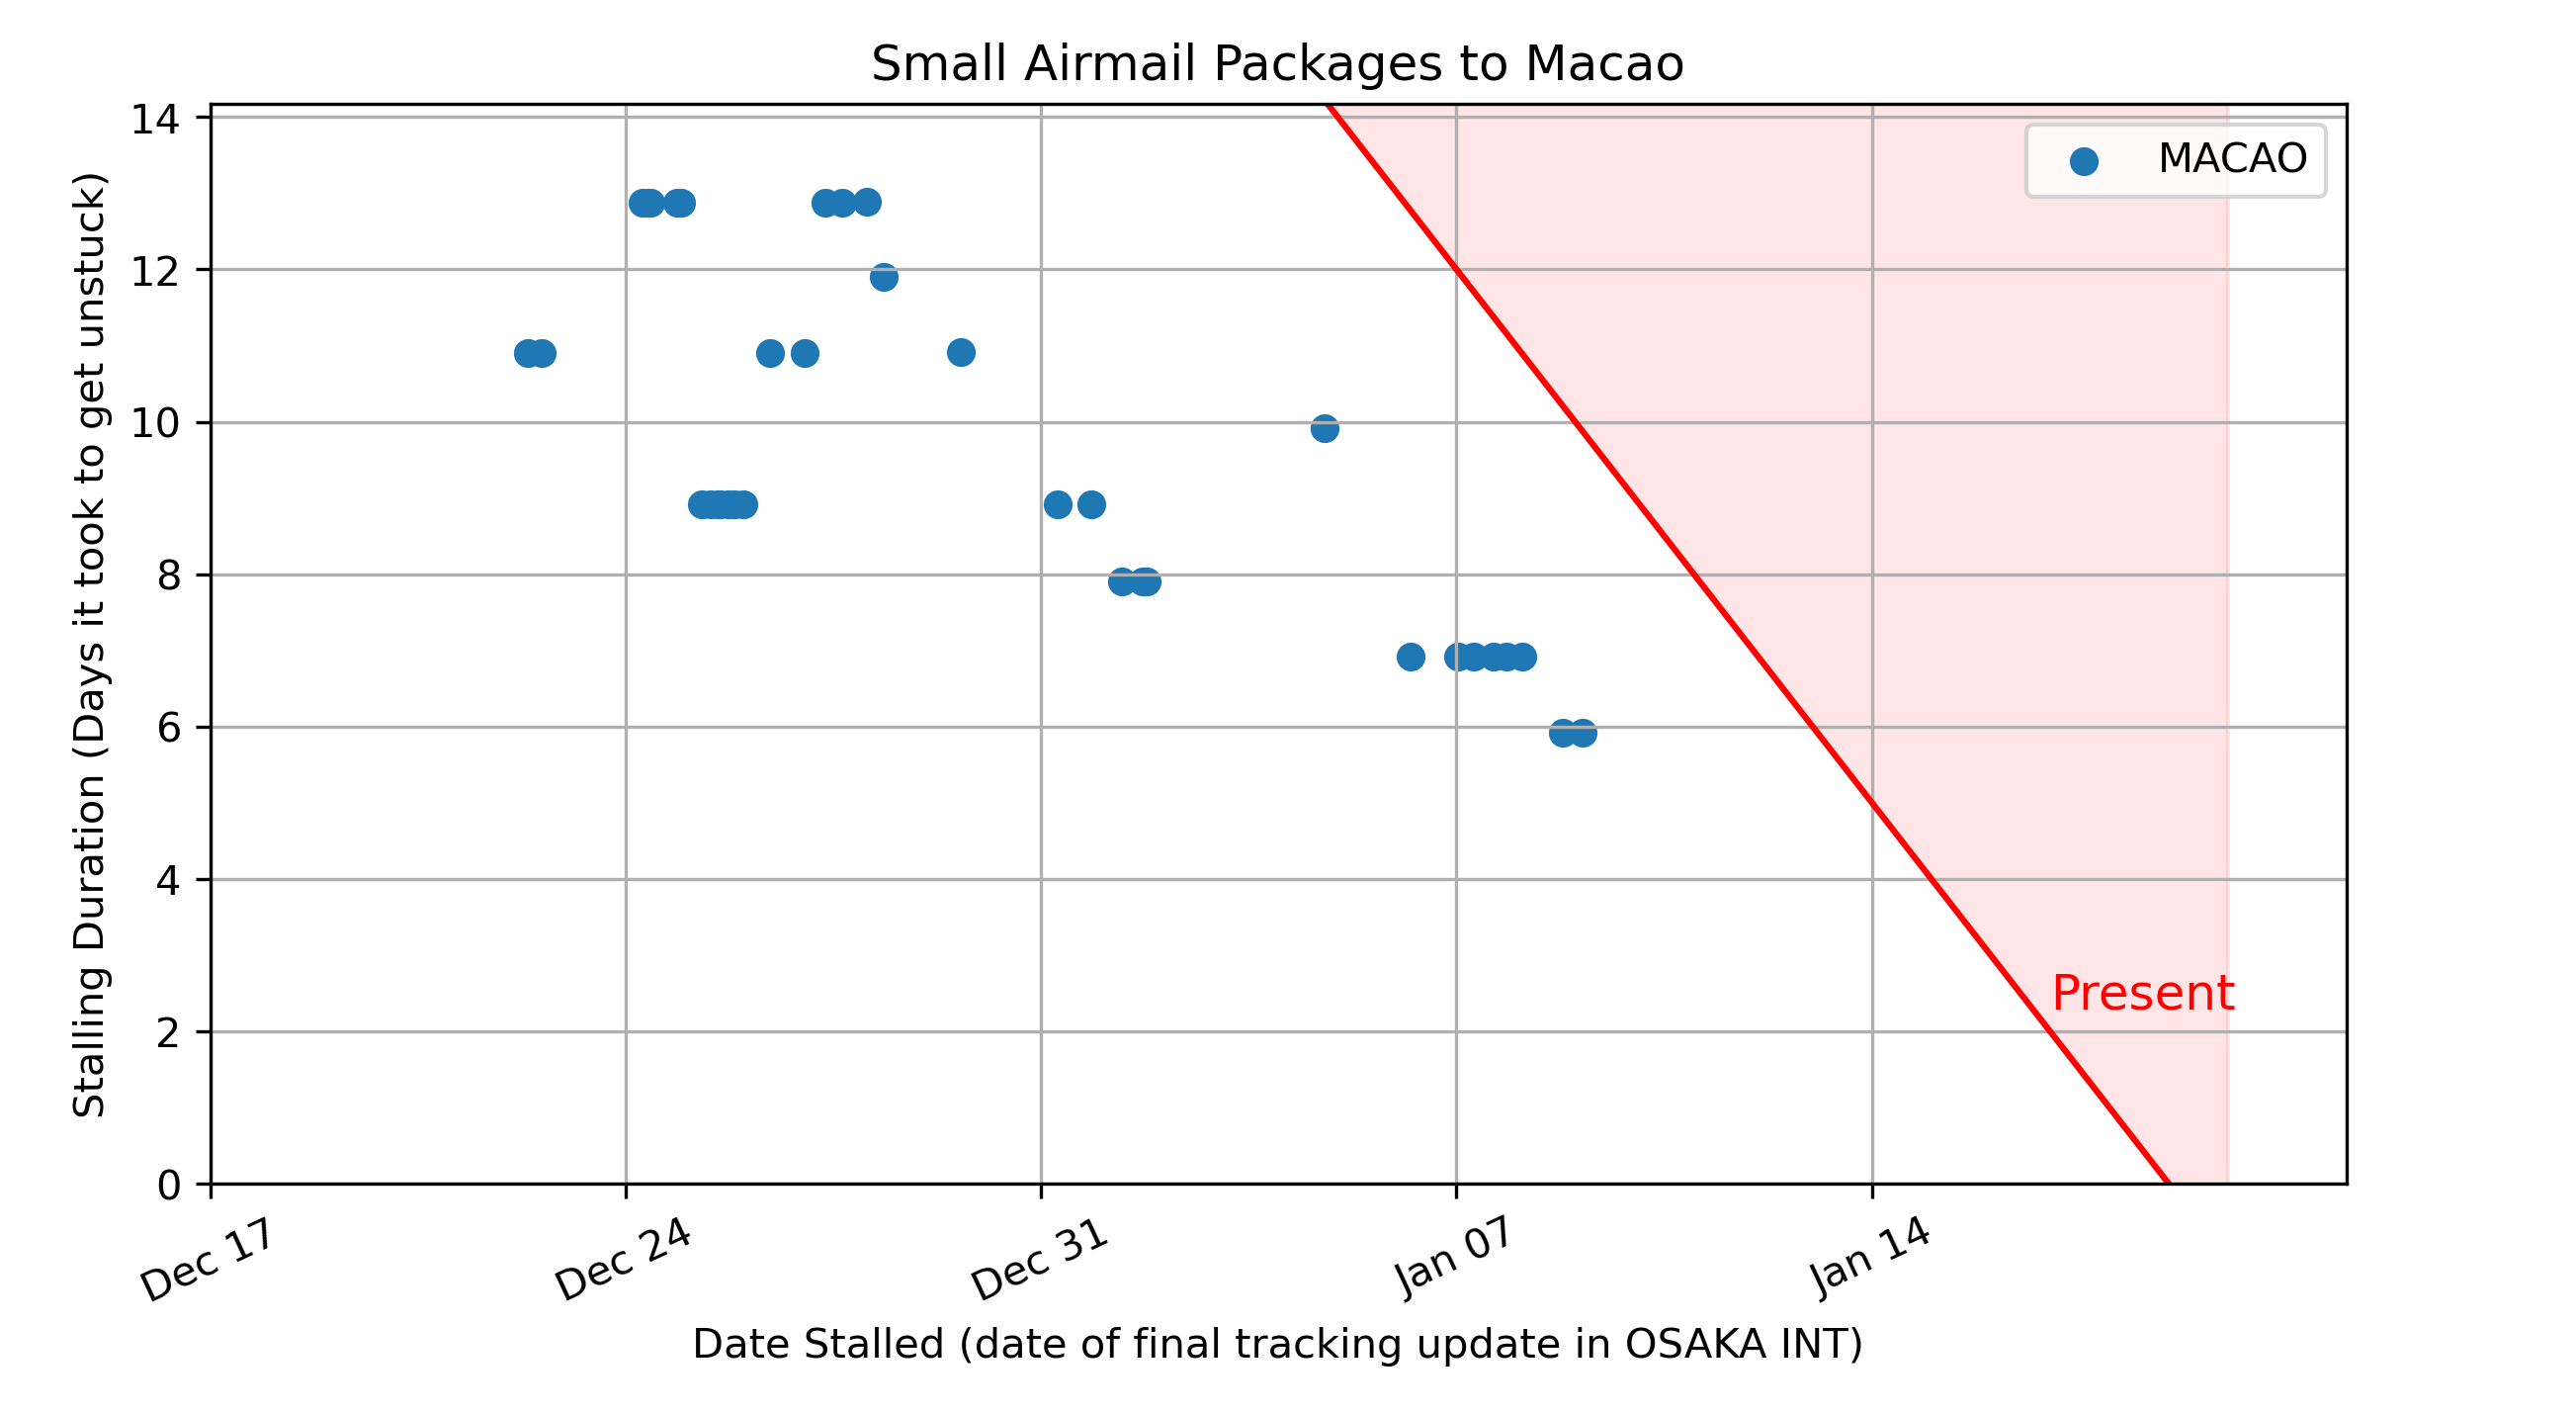 Small Airmail Packages to Macao
Stalling Duration (Days it took to get unstuck)
14
12
10
8
6
4
2
0
MACAO
Present
Dec 17
Dec 24
Dec 31
Jan 07
Jan 14
Date Stalled (date of final tracking update in OSAKA INT)